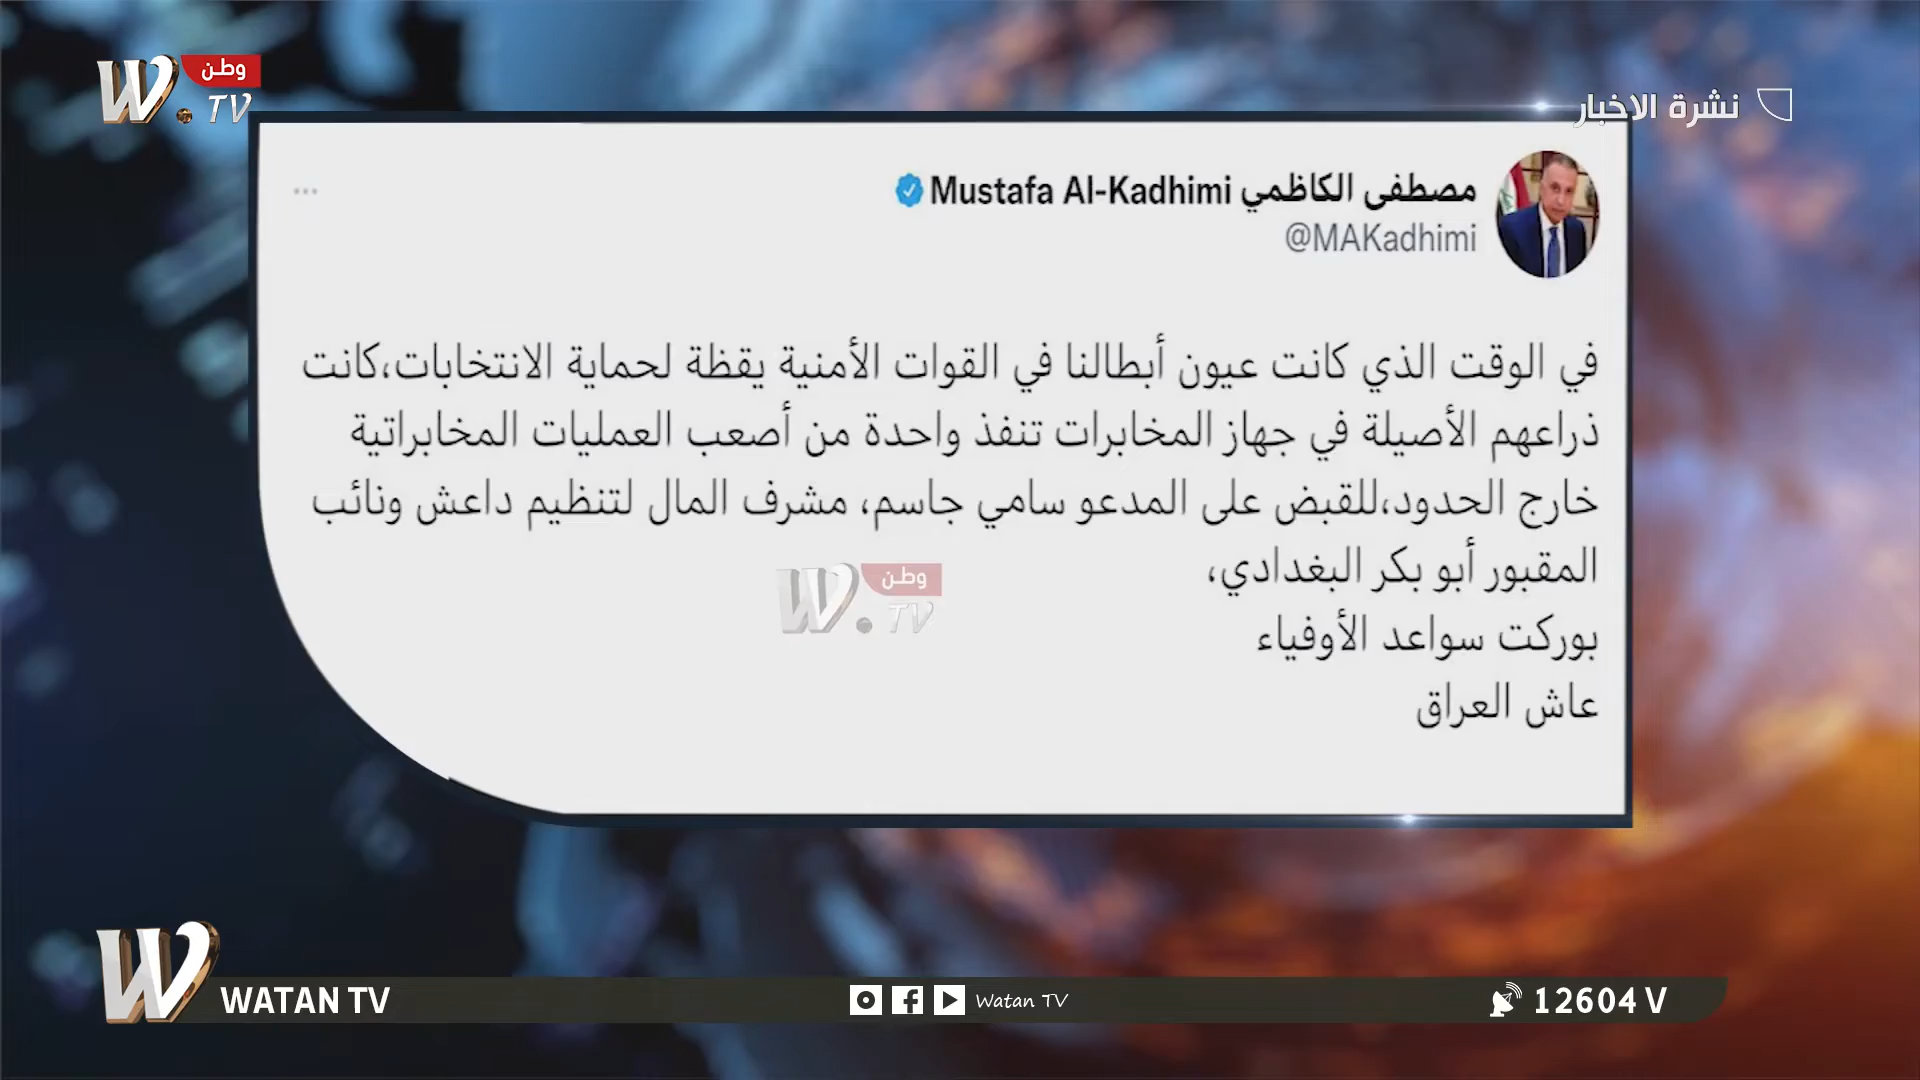 وطن
W.TV
نشرة الاخبار
مصطفى الكاظمي Mustafa Al-Kadhimi
@MAKadhimi
في الوقت الذي كانت عيون أبطالنا في القوات الأمنية يقظة لحماية الانتخابات،كانت
ذراعهم الأصيلة في جهاز المخابرات تنفذ واحدة من أصعب العمليات المخابراتية
خارج الحدود،للقبض على المدعو سامي جاسم، مشرف المال لتنظيم داعش ونائب
المقبور أبو بكر البغدادي،
بوركت سواعد الأوفياء
عاش العراق
وطن
W.TV
W WATAN TV
Watan TV
12604 V